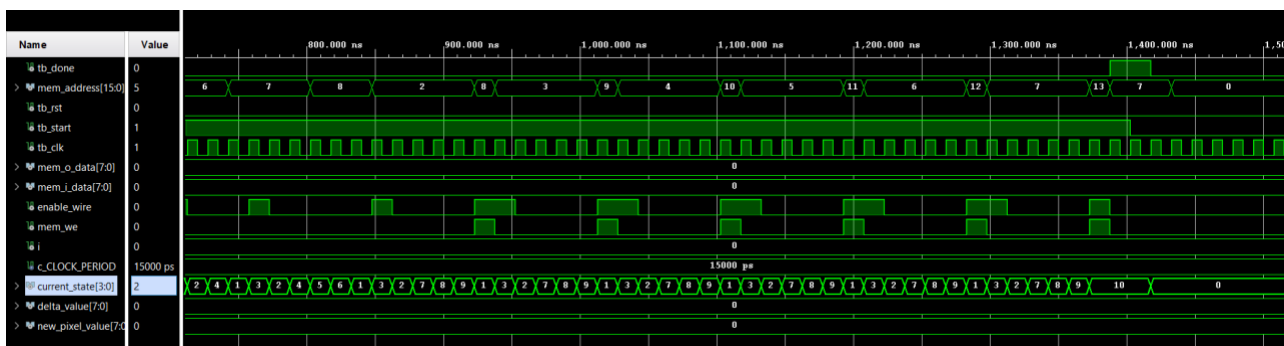 Name Value 800.000 ns 900.000 ns 1,000.000 ns 1,100.000 ns 1,200.000 ns 1,300.000 ns 1,400.000 ns 1,50
tb_done 0
mem_address[15:0] 5 6 7 8 2 8 3 9 4 10 5 11 6 12 7 13 7 0
tb_rst 0
tb_start 1
tb_clk 1
mem_o_data[7:0] 0 0
mem_i_data[7:0] 0 0
enable_wire 0
mem_we 0
i 0 0
c_CLOCK_PERIOD 15000 ps 15000 ps
current_state[3:0] 2 2 4 1 3 2 4 5 6 1 3 2 7 8 9 1 3 2 7 8 9 1 3 2 7 8 9 1 3 2 7 8 9 1 3 2 7 8 9 1 3 2 7 8 9 10 0
delta_value[7:0] 0 0
new_pixel_value[7:0 0 0